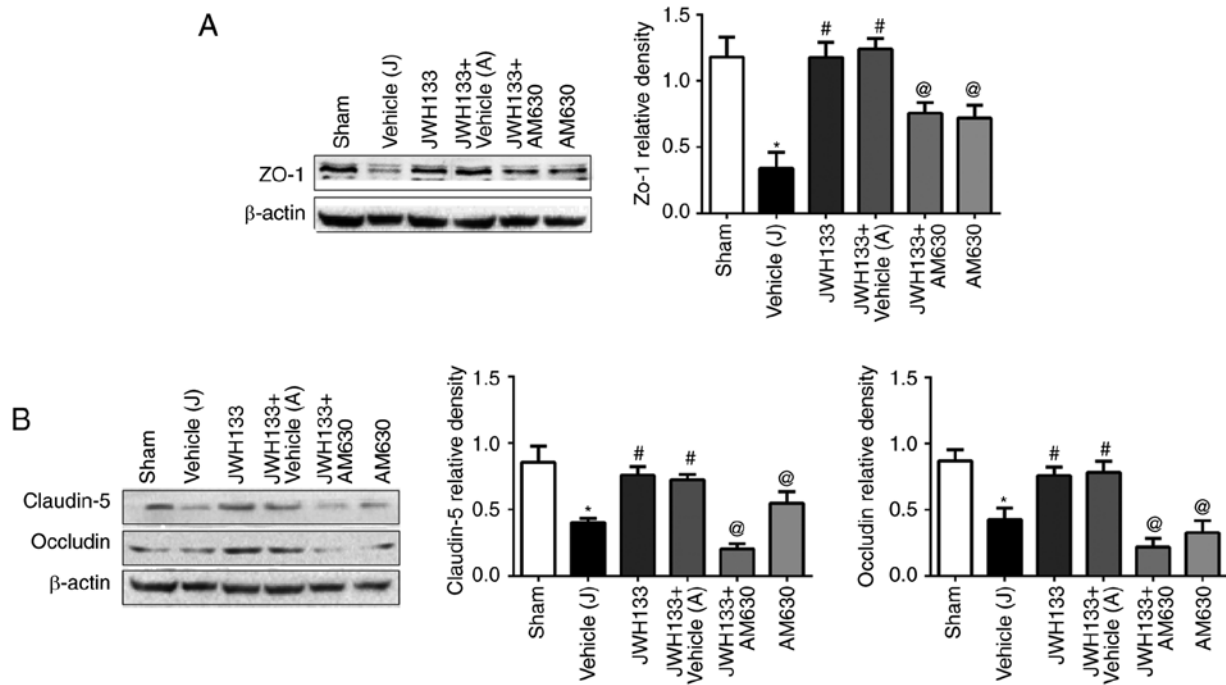 A
Sham
Vehicle (J)
JWH133
JWH133+
Vehicle (A)
JWH133+
AM630
AM630
ZO-1
β-actin
Zo-1 relative density
1.5
1.0
0.5
0.0
*
#
#
@
@
Sham
Vehicle (J)
JWH133
JWH133+
Vehicle (A)
JWH133+
AM630
AM630
B
Sham
Vehicle (J)
JWH133
JWH133+
Vehicle (A)
JWH133+
AM630
AM630
Claudin-5
Occludin
β-actin
Claudin-5 relative density
1.5
1.0
0.5
0.0
*
#
#
@
@
Sham
Vehicle (J)
JWH133
JWH133+
Vehicle (A)
JWH133+
AM630
AM630
Occludin relative density
1.5
1.0
0.5
0.0
*
#
#
@
@
Sham
Vehicle (J)
JWH133
JWH133+
Vehicle (A)
JWH133+
AM630
AM630